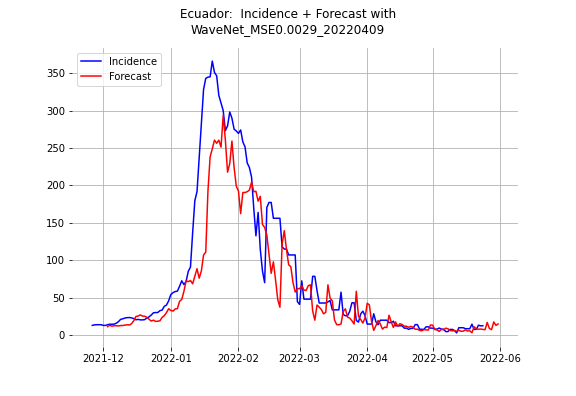 Ecuador:  Incidence + Forecast with
WaveNet_MSE0.0029_20220409
Incidence
Forecast
350
300
250
200
150
100
50
0
2021-12 2022-01 2022-02 2022-03 2022-04 2022-05 2022-06